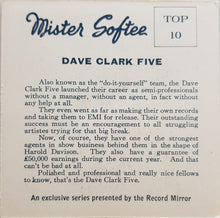 Mister Softee
TOP
10
DAVE CLARK FIVE
Also known as the "do-it-yourself" team, the Dave
Clark Five launched their career as semi-professionals
without a manager, without an agent, in fact without
any help at all.
They even went as far as making their own records
and taking them to EMI for release. Their outstanding
success must be an encouragement to all struggling
artistes trying for that big break.
Now, of course, they have one of the strongest
agents in show business behind them in the shape of
Harold Davison. They also have a guarantee of
£50,000 earnings during the current year. And that
can't be bad at all.
Polished and professional and really nice fellows
to know, that's the Dave Clark Five.
An exclusive series presented by the Record Mirror